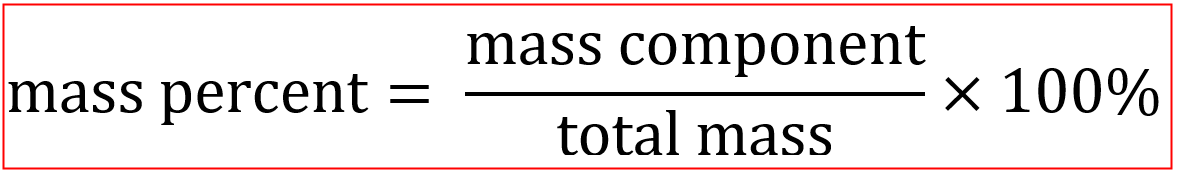 mass percent = mass component / total mass × 100%